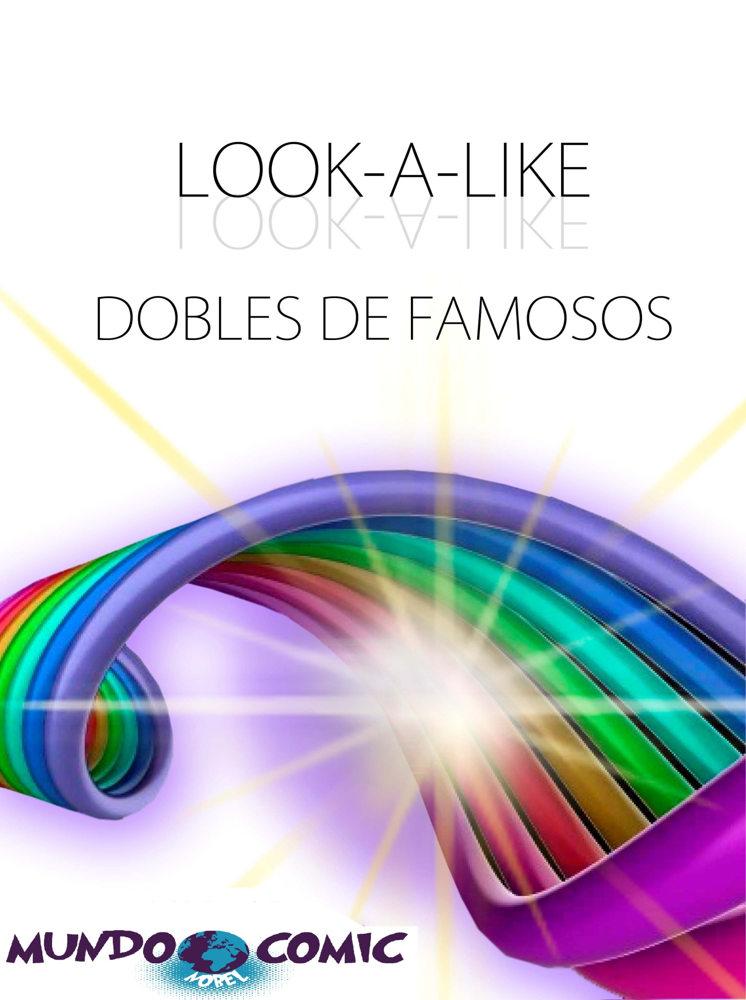 LOOK-A-LIKE
DOBLES DE FAMOSOS
MUNDO COMIC
NOBEL